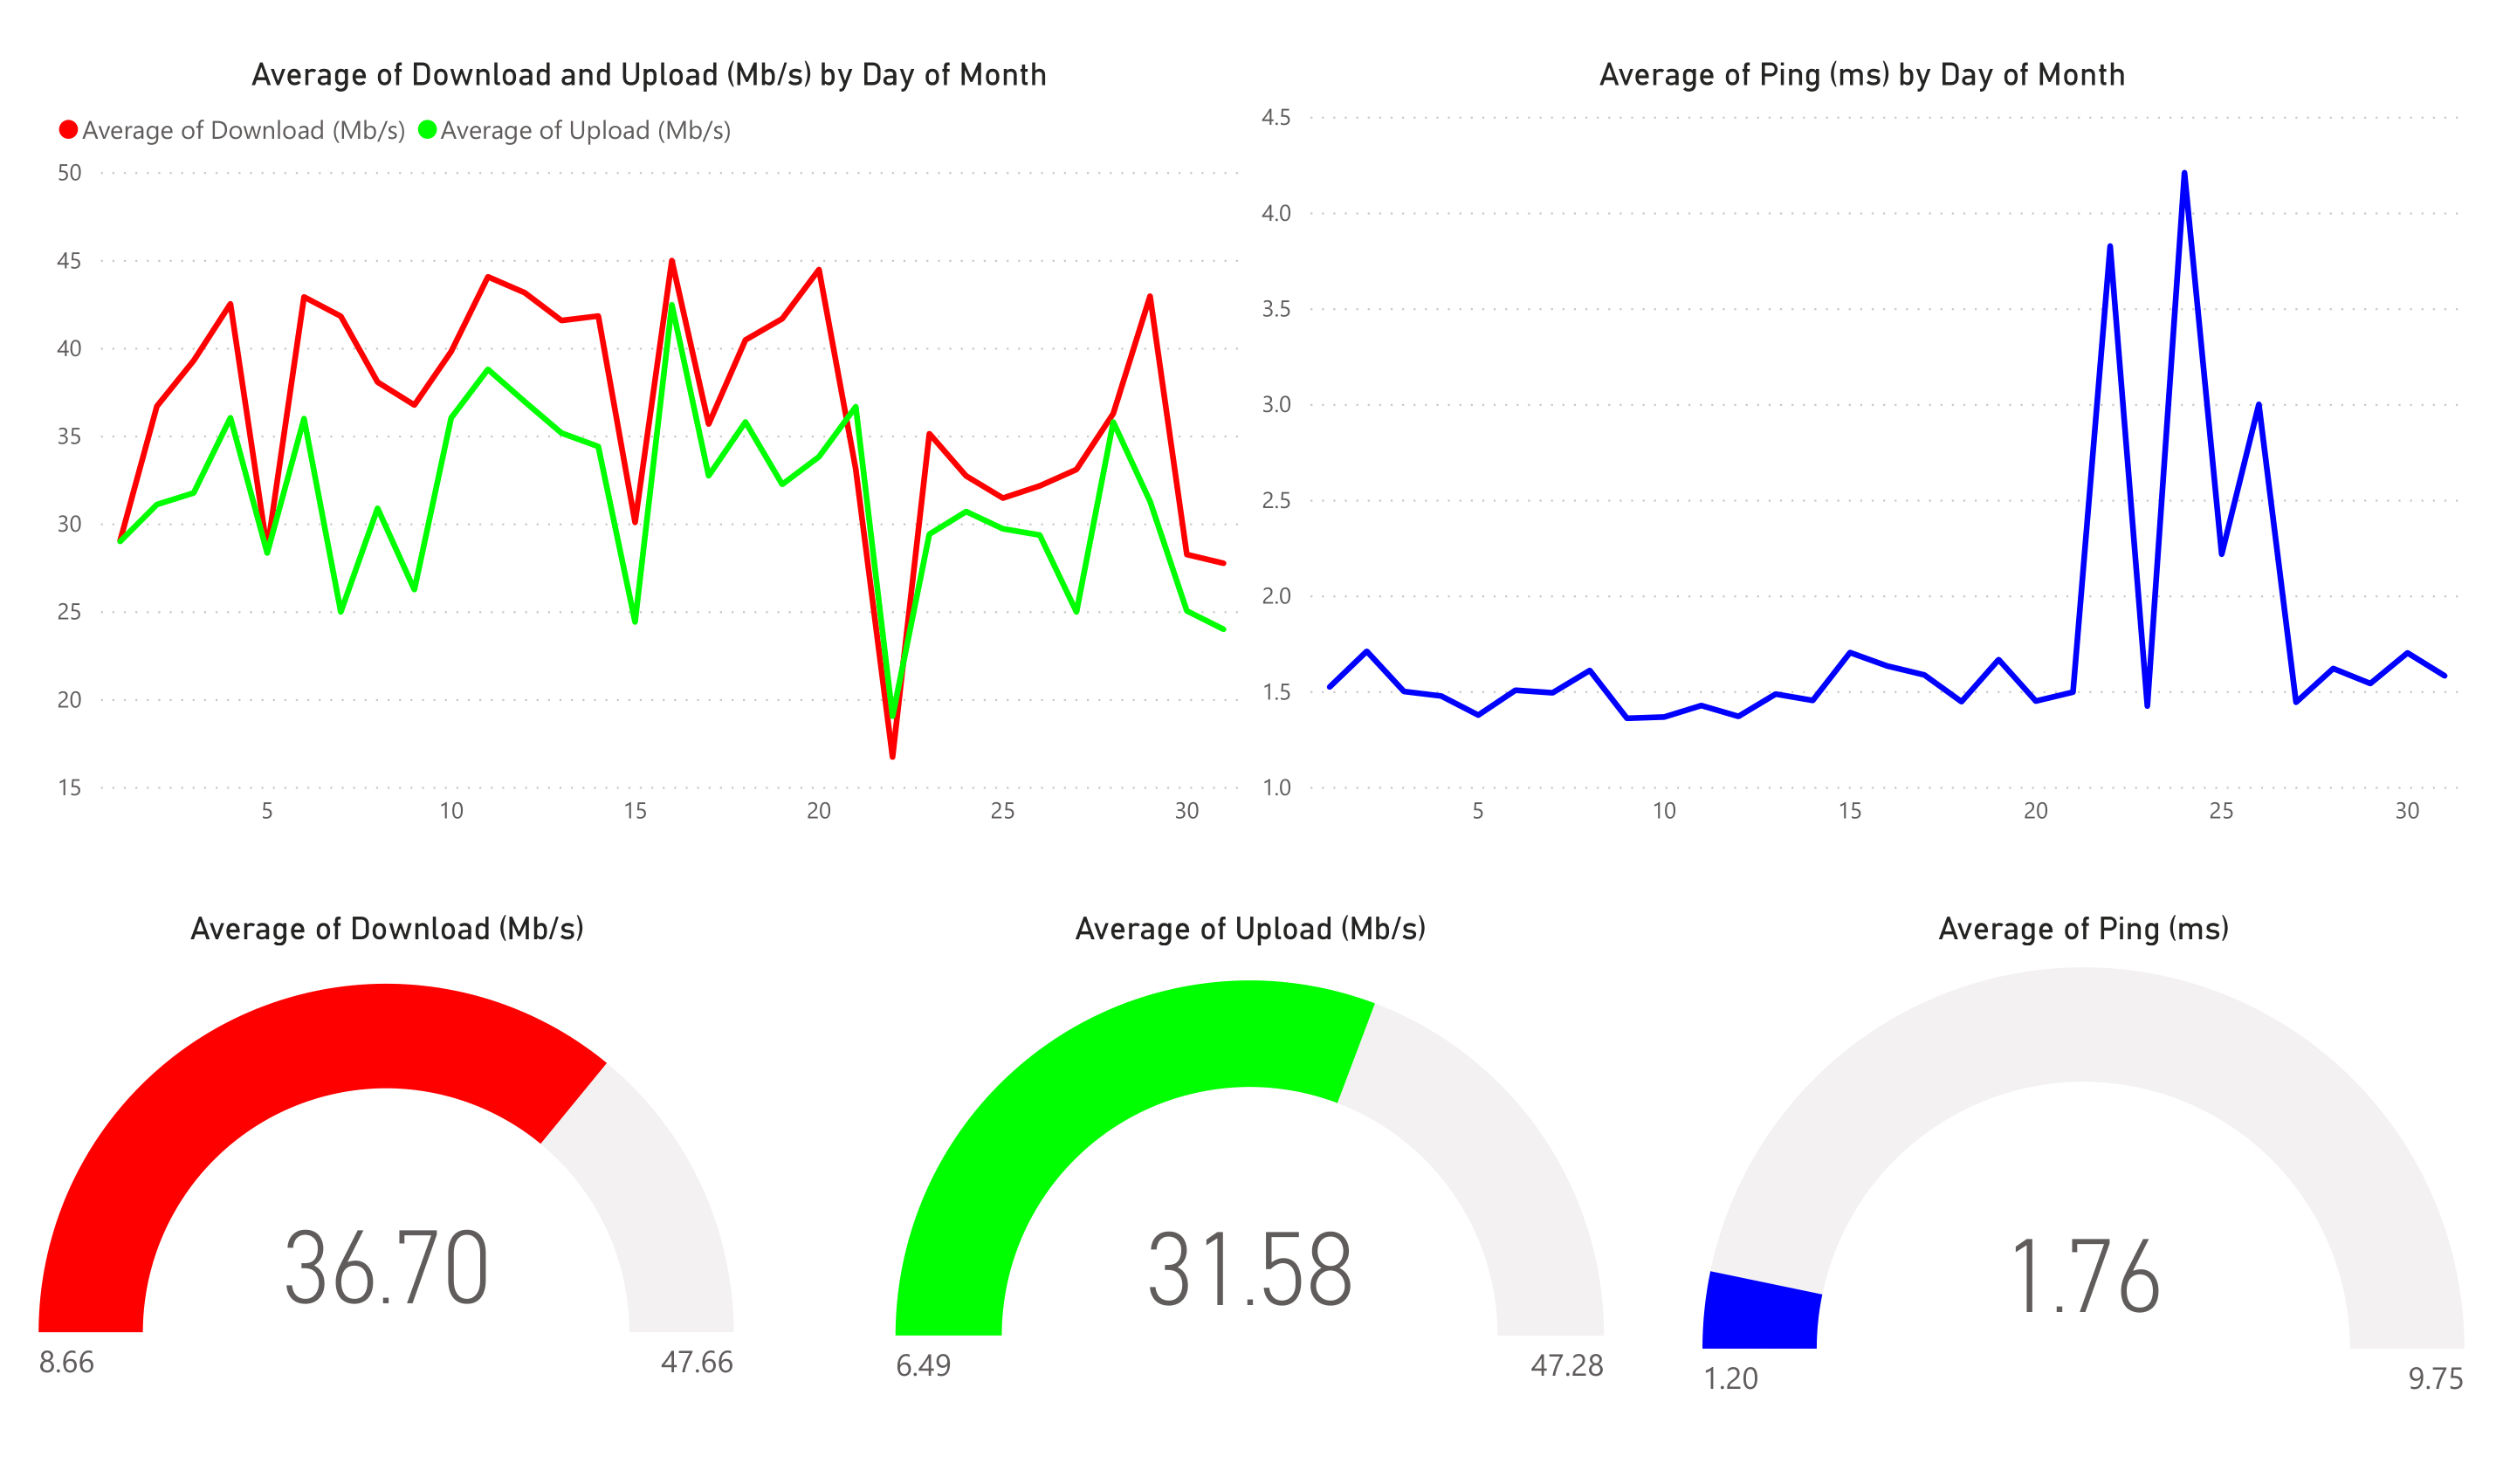 Average of Download and Upload (Mb/s) by Day of Month
Average of Download (Mb/s) Average of Upload (Mb/s)
50
45
40
35
30
25
20
15
5 10 15 20 25 30
Average of Ping (ms) by Day of Month
4.5
4.0
3.5
3.0
2.5
2.0
1.5
1.0
5 10 15 20 25 30
Average of Download (Mb/s)
36.70
8.66 47.66
Average of Upload (Mb/s)
31.58
6.49 47.28
Average of Ping (ms)
1.76
1.20 9.75